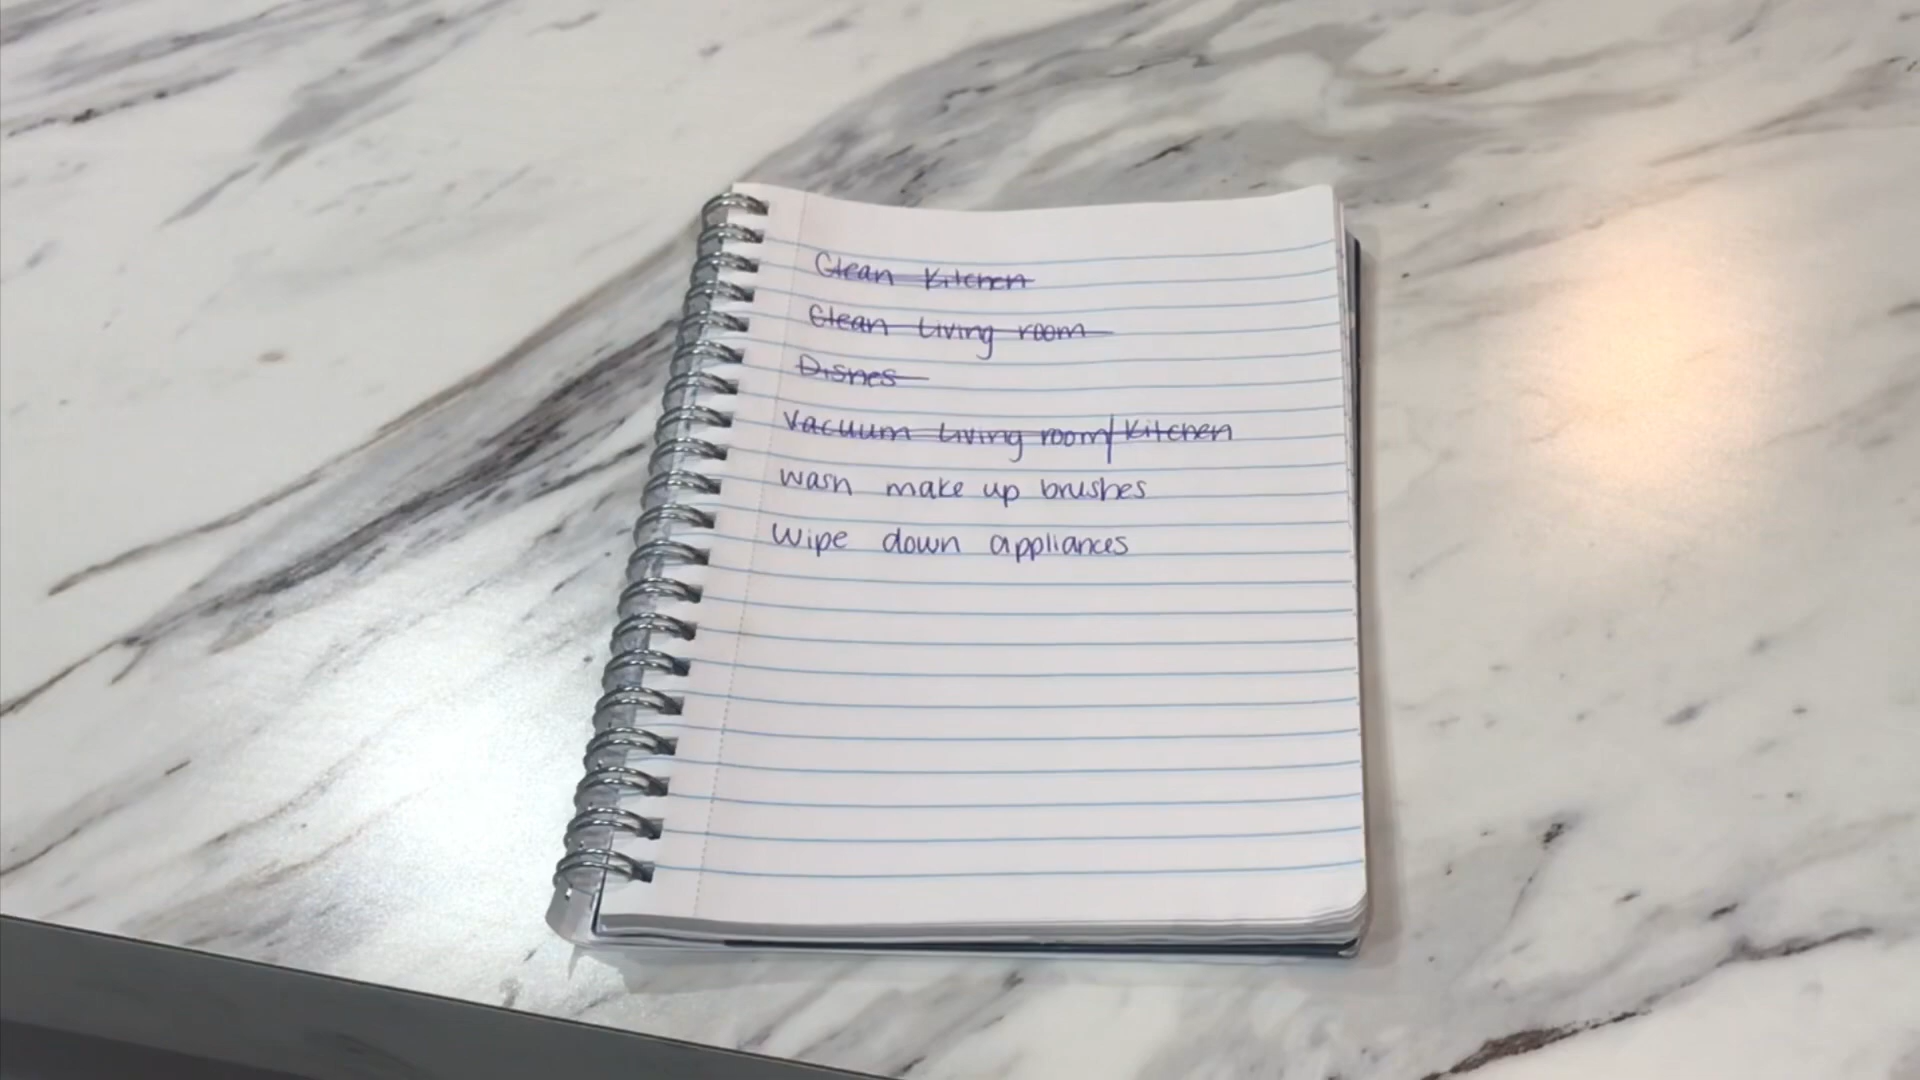 Clean Kitchen
Clean Living room
Dishes
Vacuum Living room/Kitchen
wash make up brushes
Wipe down appliances